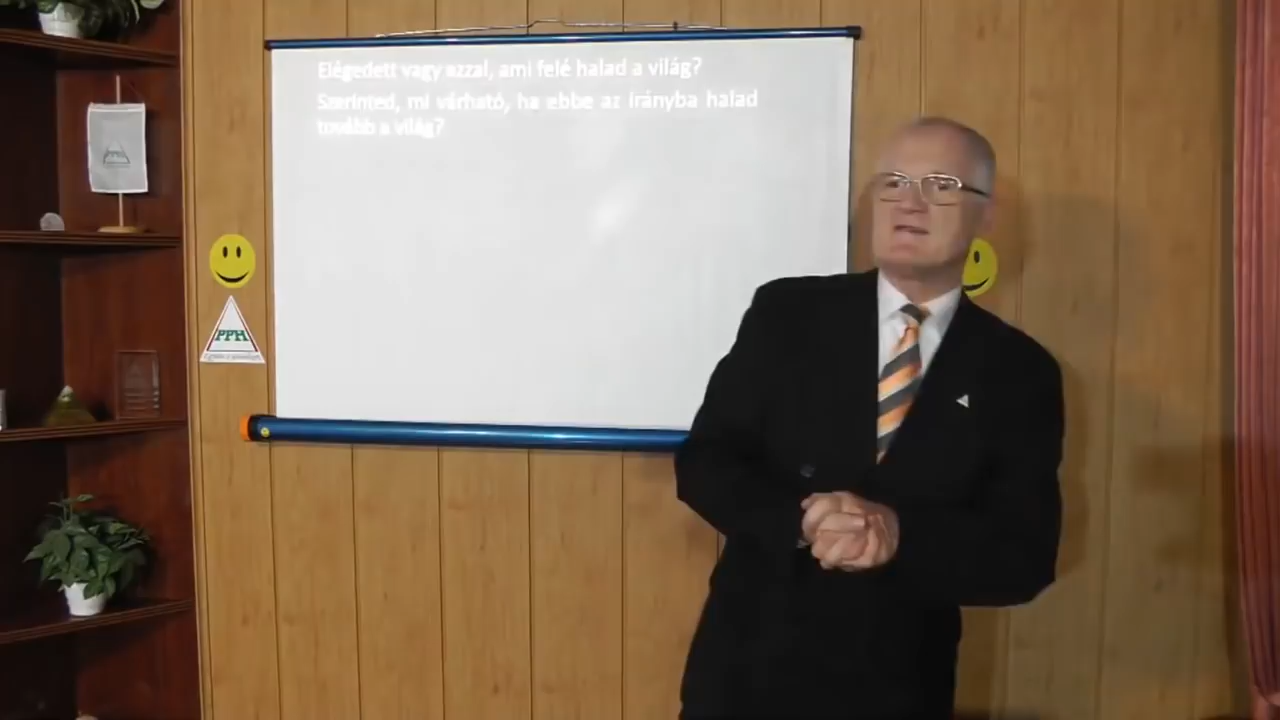 Elégedett vagy azzal, ami felé halad a világ?
Szerinted, mi várható, ha ebbe az irányba halad
tovább a világ?
PPH